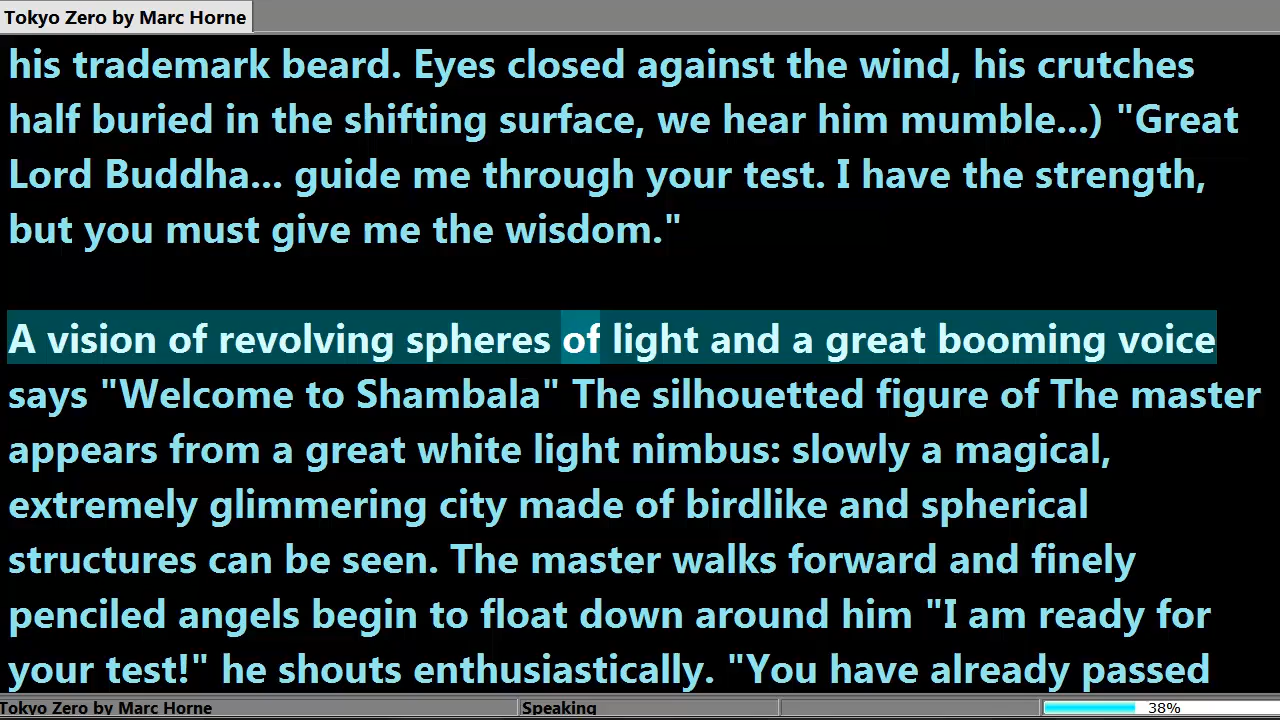 Tokyo Zero by Marc Horne
his trademark beard. Eyes closed against the wind, his crutches
half buried in the shifting surface, we hear him mumble...) "Great
Lord Buddha... guide me through your test. I have the strength,
but you must give me the wisdom."
A vision of revolving spheres of light and a great booming voice
says "Welcome to Shambala" The silhouetted figure of The master
appears from a great white light nimbus: slowly a magical,
extremely glimmering city made of birdlike and spherical
structures can be seen. The master walks forward and finely
penciled angels begin to float down around him "I am ready for
your test!" he shouts enthusiastically. "You have already passed
Tokyo Zero by Marc Horne Speaking 38%